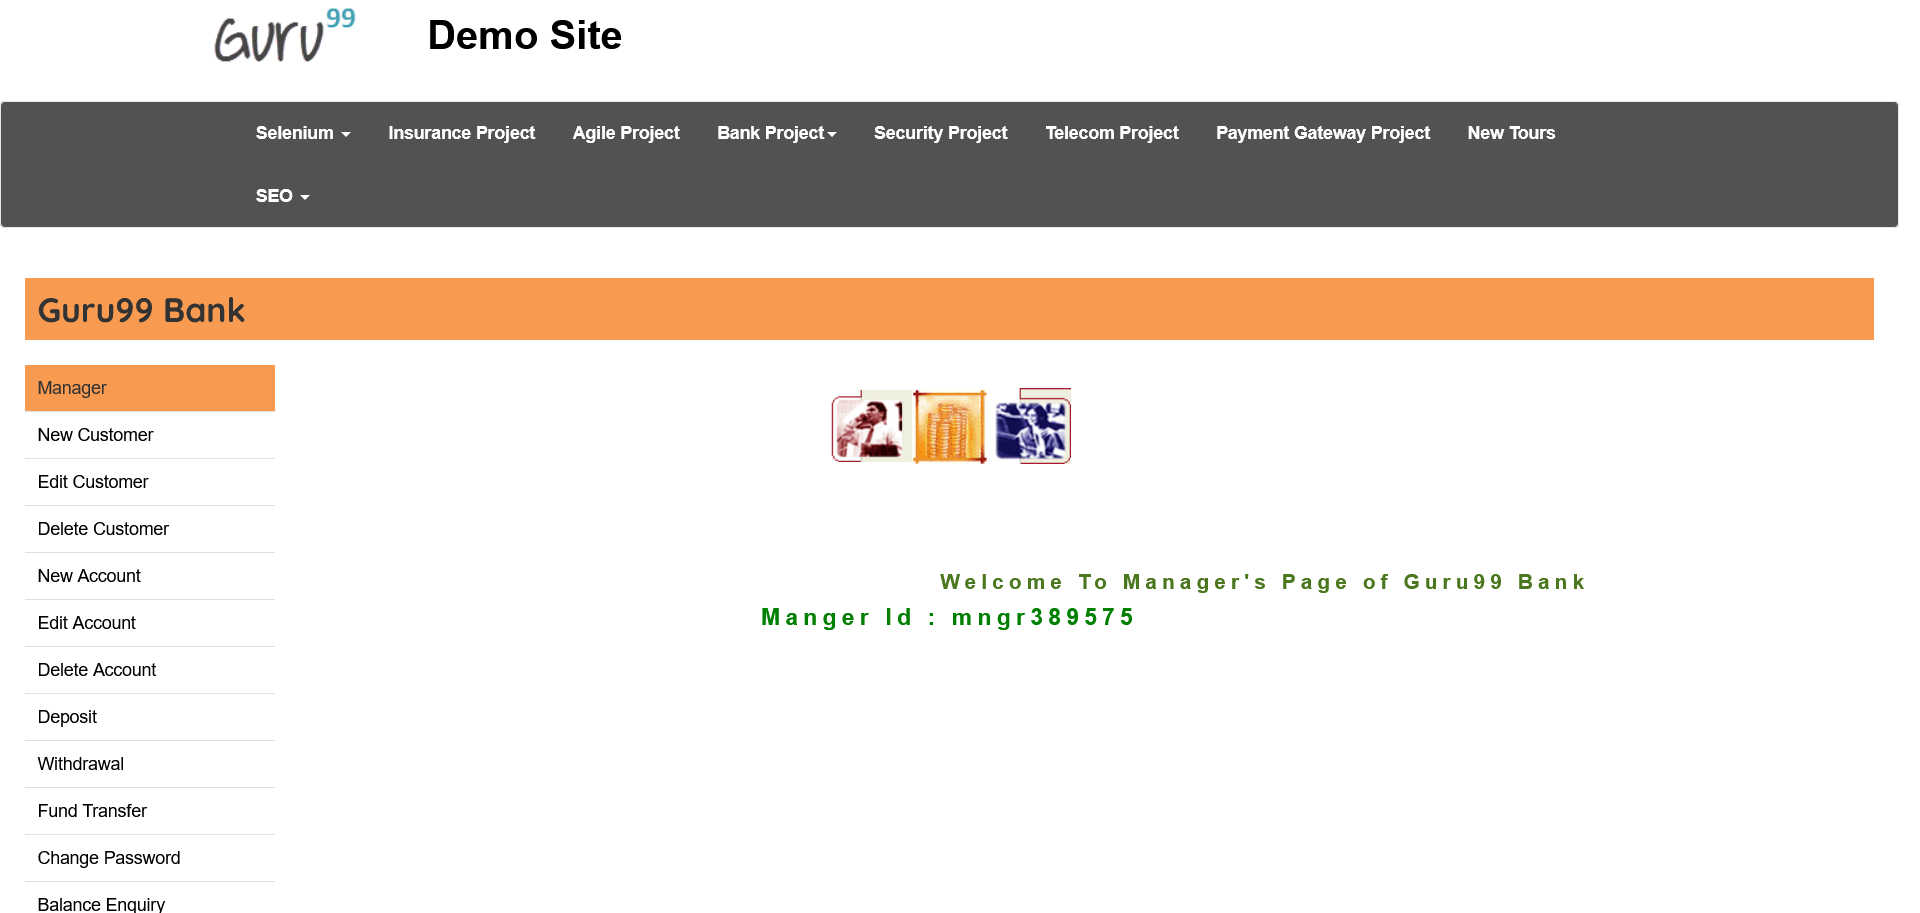 Guru99 Demo Site
Selenium Insurance Project Agile Project Bank Project Security Project Telecom Project Payment Gateway Project New Tours
SEO
Guru99 Bank
Manager
New Customer
Edit Customer
Delete Customer
New Account
Edit Account
Delete Account
Deposit
Withdrawal
Fund Transfer
Change Password
Balance Enquiry
Welcome To Manager's Page of Guru99 Bank
Manger Id : mngr389575